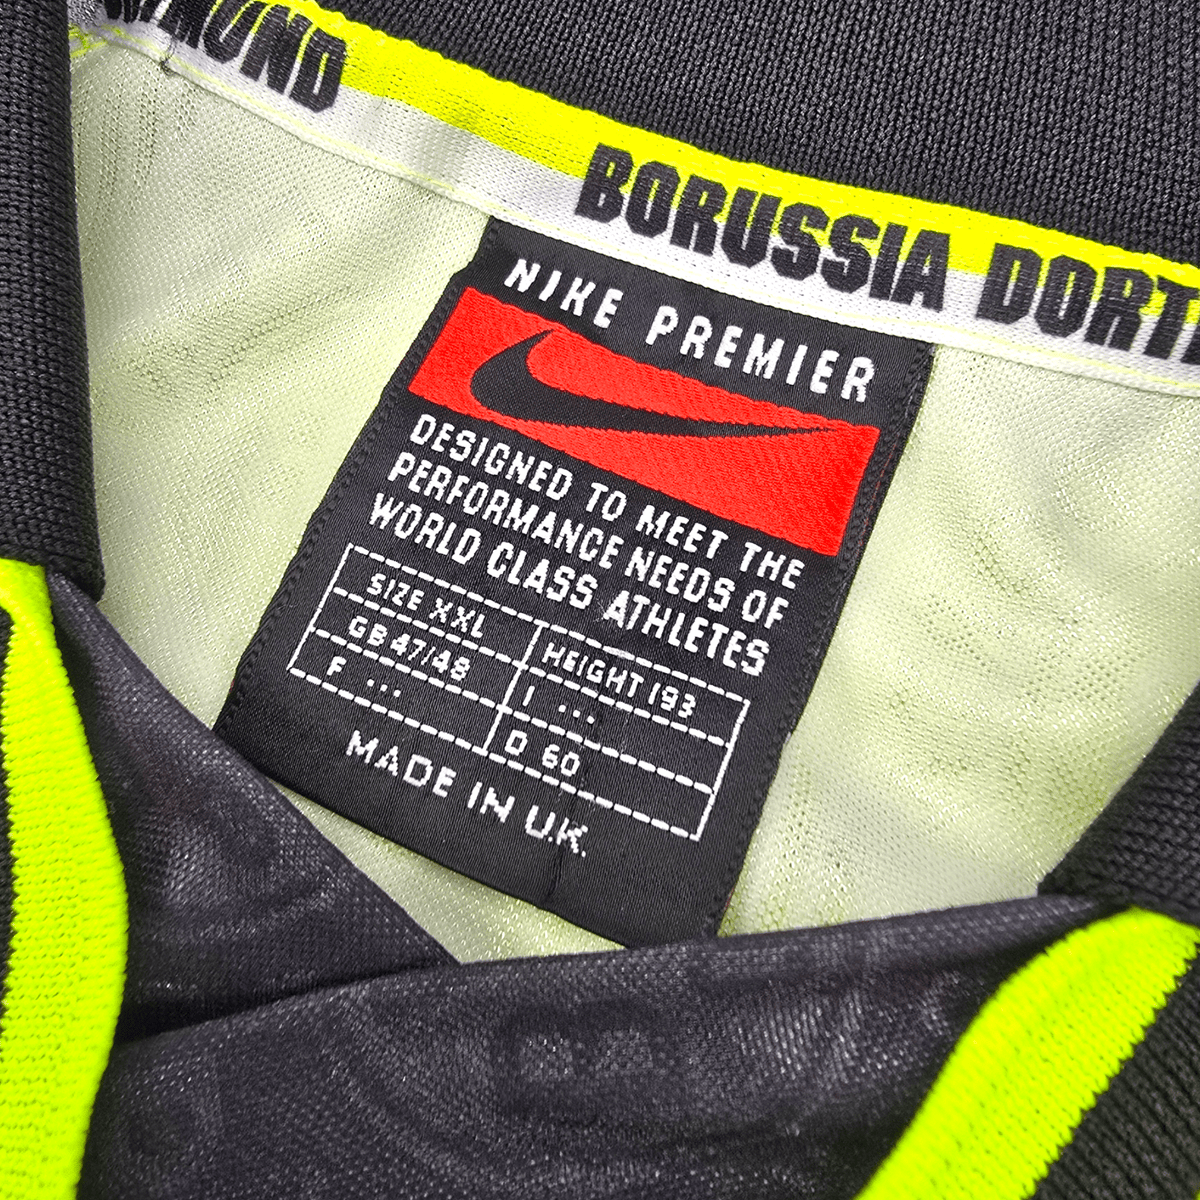 MUND
BORUSSIA DORT
NIKE PREMIER
DESIGNED TO MEET THE
PERFORMANCE NEEDS OF
WORLD CLASS ATHLETES
SIZE XXL HEIGHT 193
GB 47/48 I ...
F ... D 60
MADE IN U.K.